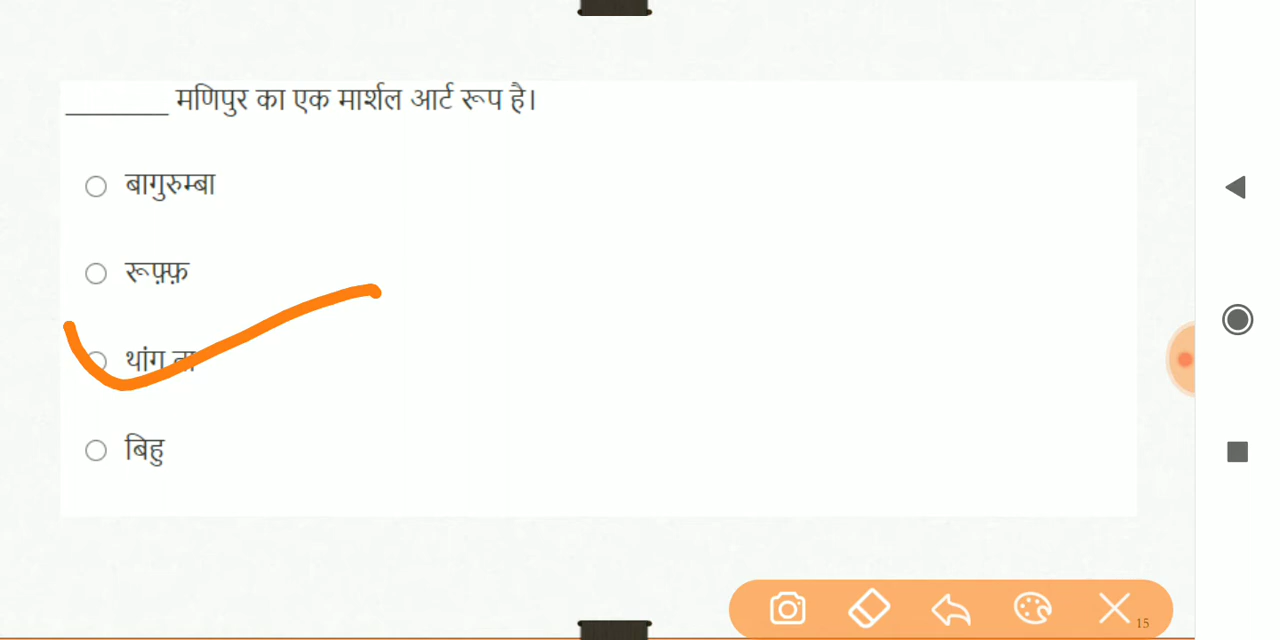 ________ मणिपुर का एक मार्शल आर्ट रूप है।
बागुरुम्बा
रूफ़्फ़
थांग ता
बिहु
15